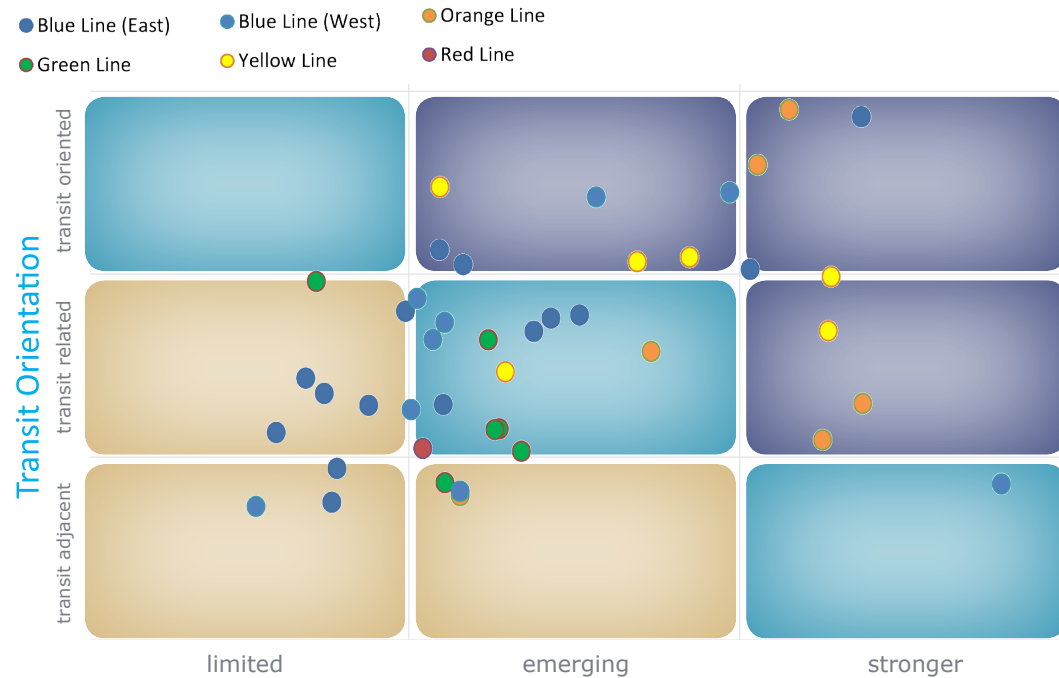 Blue Line (East)
Blue Line (West)
Orange Line
Green Line
Yellow Line
Red Line
Transit Orientation
transit oriented
transit related
transit adjacent
limited
emerging
stronger